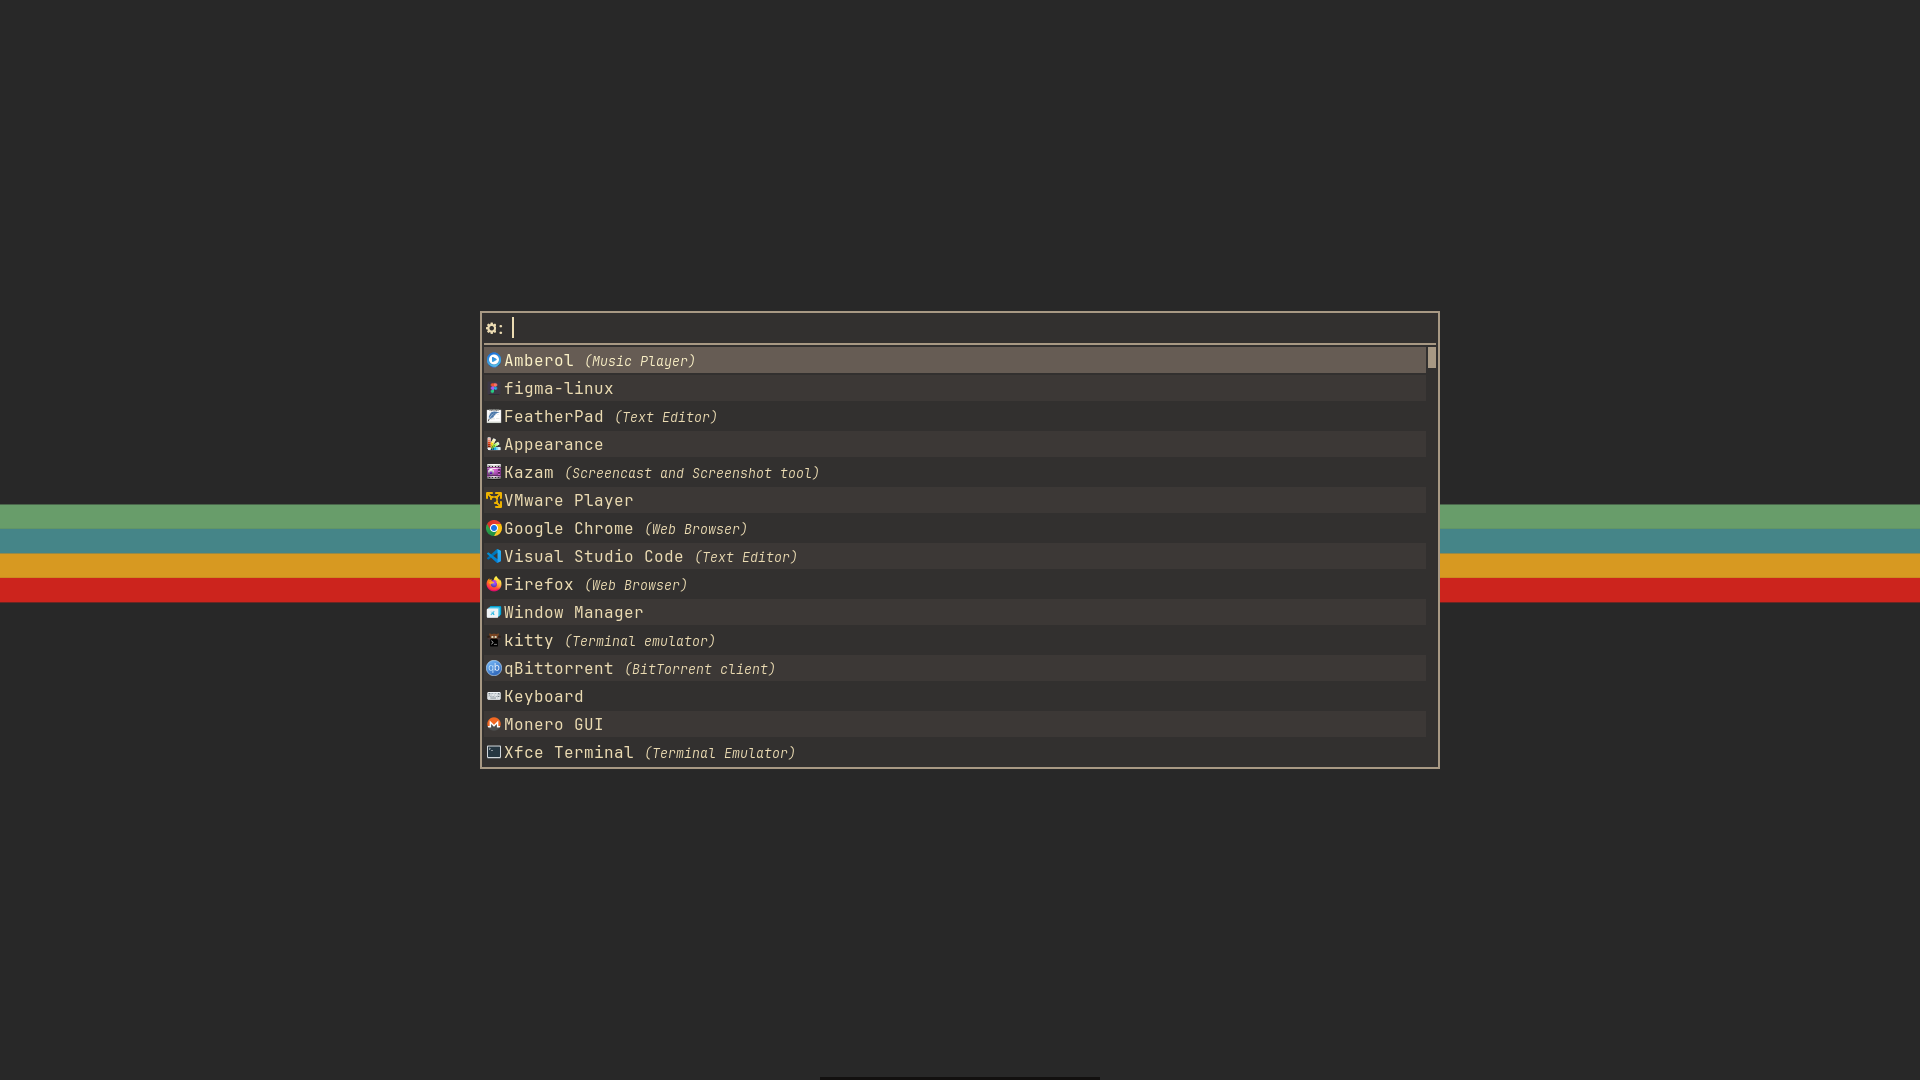 :
Amberol (Music Player)
figma-linux
FeatherPad (Text Editor)
Appearance
Kazam (Screencast and Screenshot tool)
VMware Player
Google Chrome (Web Browser)
Visual Studio Code (Text Editor)
Firefox (Web Browser)
Window Manager
kitty (Terminal emulator)
qBittorrent (BitTorrent client)
Keyboard
Monero GUI
Xfce Terminal (Terminal Emulator)